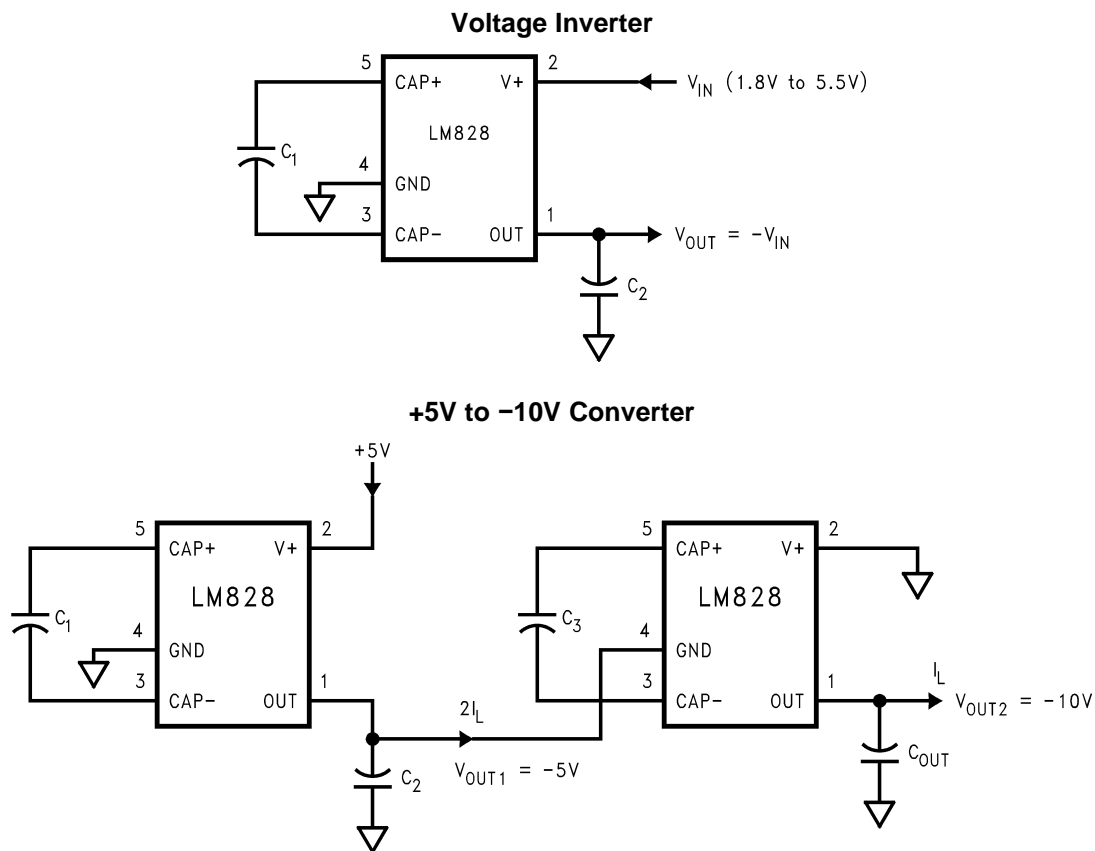 Voltage Inverter
5 CAP+ V+ 2 V_IN (1.8V to 5.5V)
LM828
C_1
4 GND
3 CAP- OUT 1 V_OUT = -V_IN
C_2
+5V to −10V Converter
+5V
5 CAP+ V+ 2 5 CAP+ V+ 2
LM828 LM828
C_1 C_3
4 GND 4 GND
3 CAP- OUT 1 3 CAP- OUT 1 I_L
2I_L V_OUT2 = -10V
V_OUT1 = -5V
C_2 C_OUT